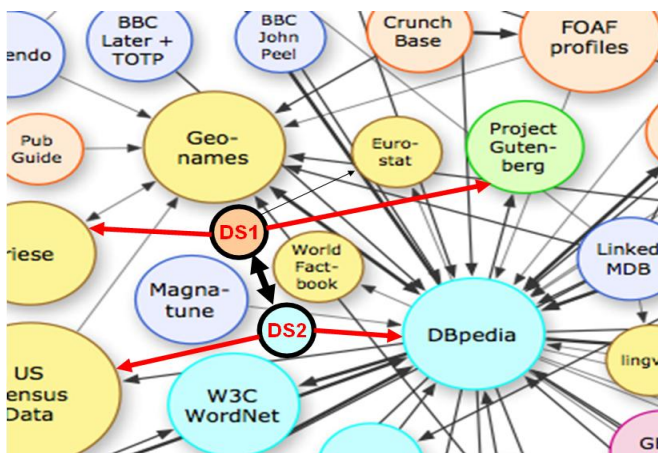 BBC
Later +
TOTP
BBC
John
Peel
Crunch
Base
FOAF
profiles
endo
Pub
Guide
Geo-
names
Euro-
stat
Project
Guten-
berg
DS1
riese
World
Fact-
book
Linked
MDB
Magna-
tune
DS2
DBpedia
lingv
US
ensus
Data
W3C
WordNet